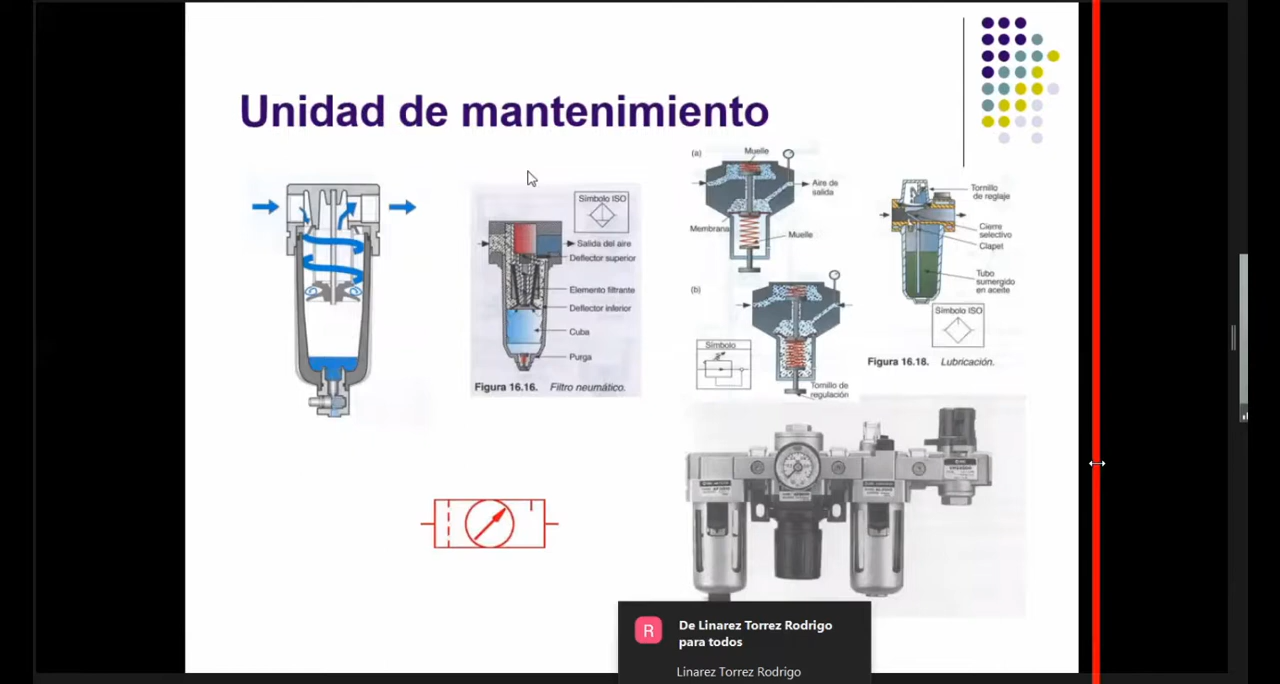 Unidad de mantenimiento
Símbolo ISO
Salida del aire
Deflector superior
Elemento filtrante
Deflector inferior
Cuba
Purga
Figura 16.16. Filtro neumático.
(a)
Muelle
Aire de
salida
Membrana
Muelle
(b)
Símbolo
Tornillo de
regulación
Tornillo
de reglaje
Cierre
selectivo
Clapet
Tubo
sumergido
en aceite
Símbolo ISO
Figura 16.18. Lubricación.
R
De Linarez Torrez Rodrigo
para todos
Linarez Torrez Rodrigo